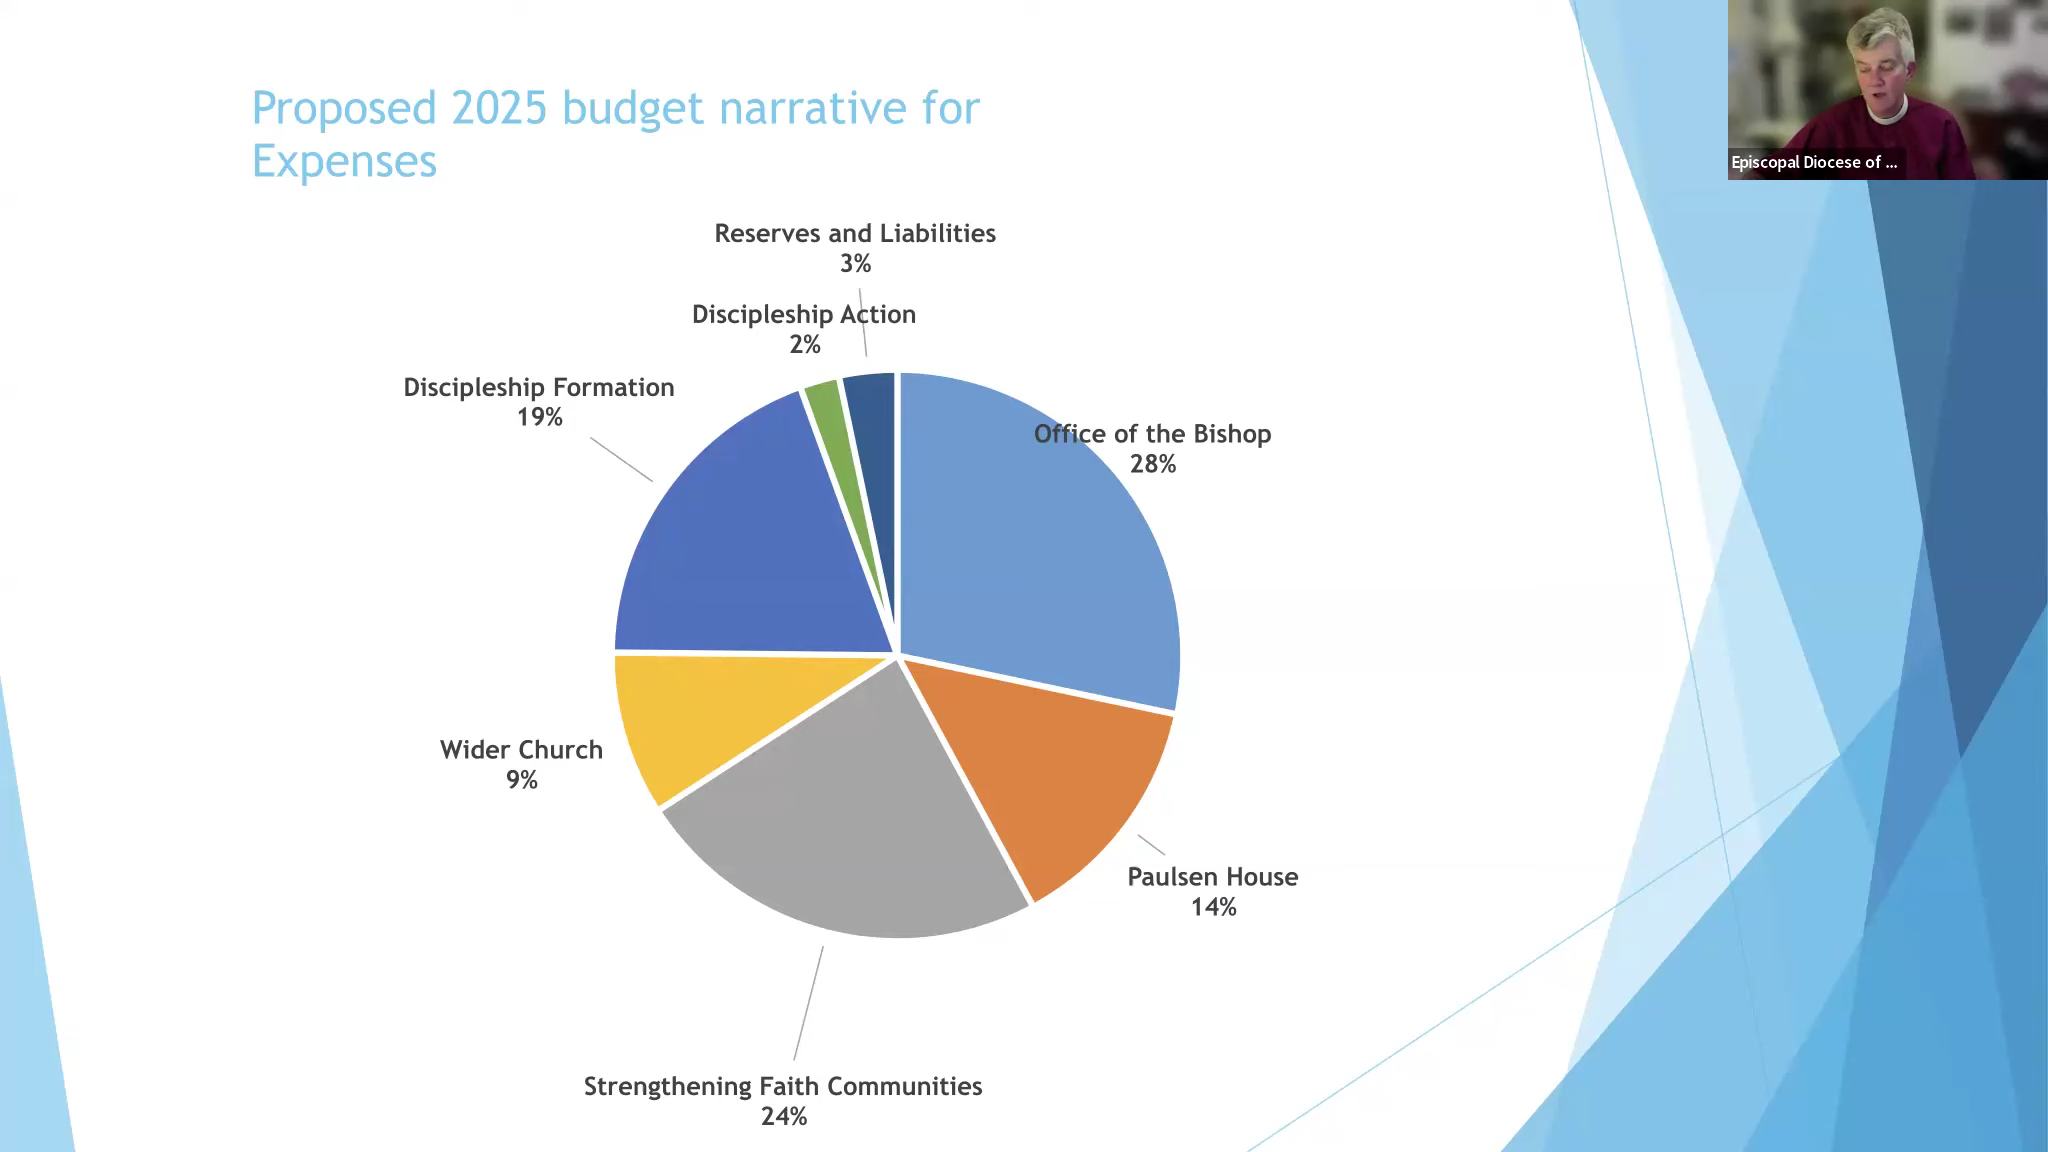 Proposed 2025 budget narrative for
Expenses
Episcopal Diocese of ...
Reserves and Liabilities
3%
Discipleship Action
2%
Discipleship Formation
19%
Office of the Bishop
28%
Wider Church
9%
Paulsen House
14%
Strengthening Faith Communities
24%